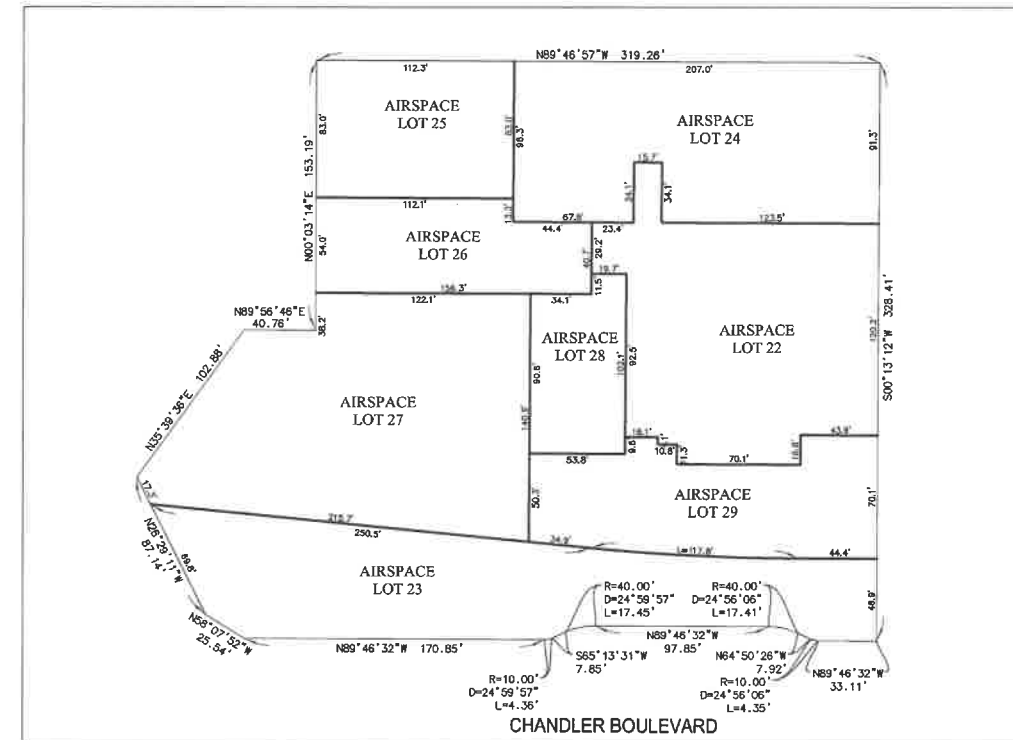 N89°46'57"W 319.26'
112.3'
207.0'
AIRSPACE
LOT 25
AIRSPACE
LOT 24
83.0'
83.0'
91.3'
N00°03'14"E 153.19'
15.7'
34.1'
34.1'
112.1'
13.3'
67.8'
44.4'
23.4'
123.5'
AIRSPACE
LOT 26
54.0'
40.7'
29.2'
19.7'
11.5'
156.3'
122.1'
34.1'
N89°56'46"E
40.76'
38.2'
AIRSPACE
LOT 28
AIRSPACE
LOT 22
S00°13'12"W 328.41'
N35°39'36"E 102.88'
90.6'
102.1'
92.5'
AIRSPACE
LOT 27
140.9'
16.1'
9.6'
10.8'
11.3'
70.1'
18.8'
43.9'
53.8'
17.3'
50.3'
AIRSPACE
LOT 29
70.1'
215.7'
250.5'
34.9'
L=117.8'
44.4'
N26°29'11"W
87.14'
69.8'
AIRSPACE
LOT 23
48.9'
R=40.00'
D=24°59'57"
L=17.45'
R=40.00'
D=24°56'06"
L=17.41'
N58°07'52"W
25.54'
N89°46'32"W 170.85'
N89°46'32"W
97.85'
S65°13'31"W
7.85'
N64°50'26"W
7.92'
N89°46'32"W
33.11'
R=10.00'
D=24°59'57"
L=4.36'
R=10.00'
D=24°56'06"
L=4.35'
CHANDLER BOULEVARD